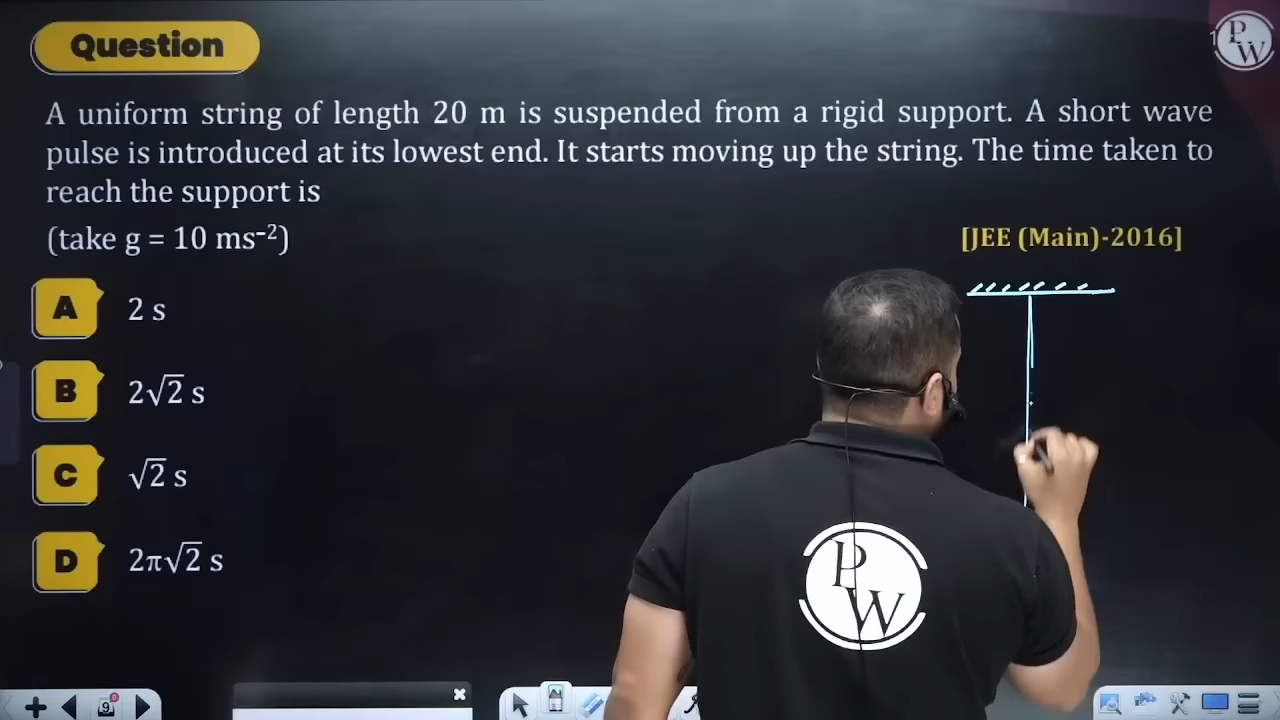 Question
A uniform string of length 20 m is suspended from a rigid support. A short wave
pulse is introduced at its lowest end. It starts moving up the string. The time taken to
reach the support is
(take g = 10 ms⁻²)
[JEE (Main)-2016]
A 2 s
B 2√2 s
C √2 s
D 2π√2 s
PW
PW
9